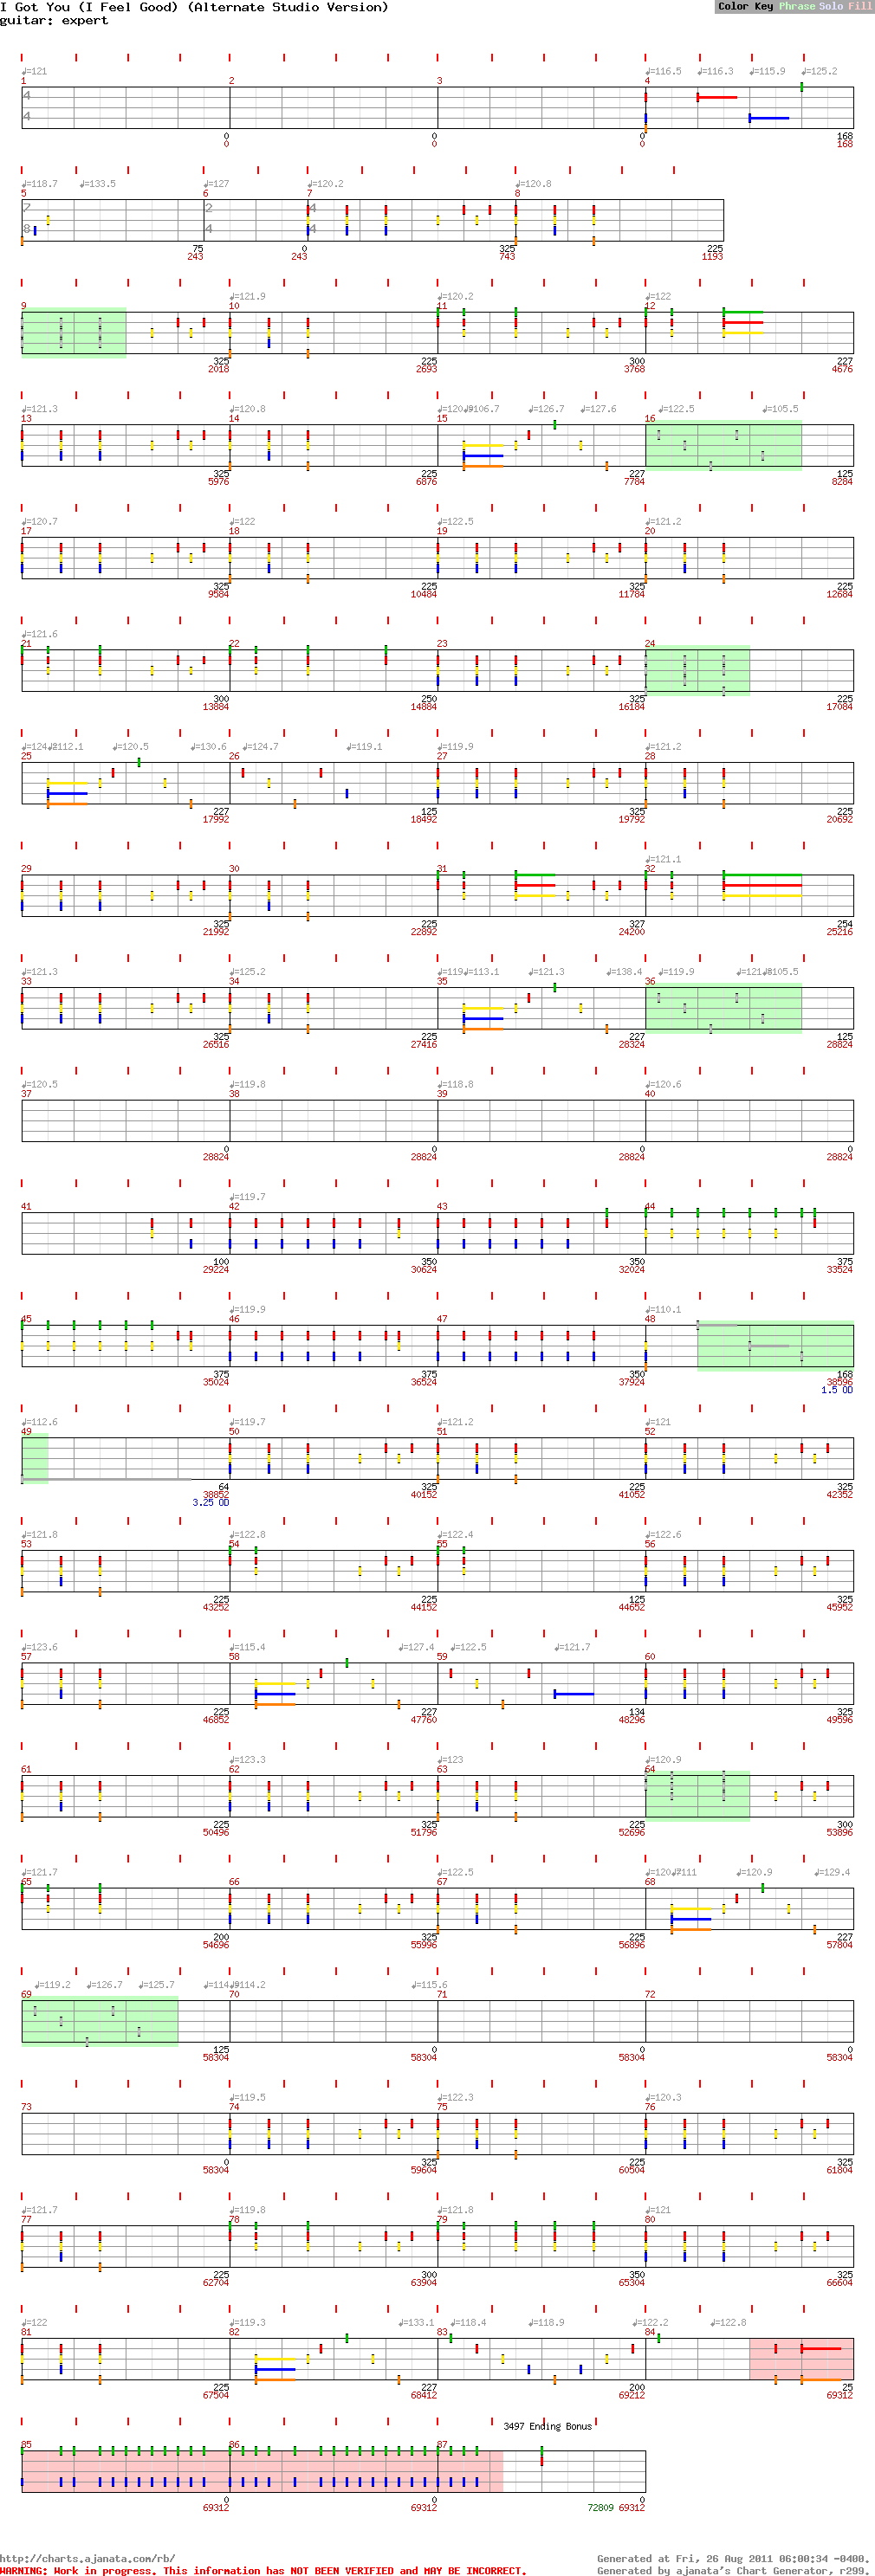 I Got You (I Feel Good) (Alternate Studio Version)
Color Key Phrase Solo Fill
guitar: expert
♩=121 ♩=116.5 ♩=116.3 ♩=115.9 ♩=125.2
1 2 3 4
4
4
0 0 0 168
0 0 0 168
♩=118.7 ♩=133.5 ♩=127 ♩=120.2 ♩=120.8
5 6 7 8
7 2 4
8 4 4
75 0 325 225
243 243 743 1193
♩=121.9 ♩=120.2 ♩=122
9 10 11 12
325 225 300 227
2018 2693 3768 4676
♩=121.3 ♩=120.8 ♩=106.7 ♩=126.7 ♩=127.6 ♩=122.5 ♩=105.5
13 14 15 16
325 225 227 125
5976 6876 7784 8284
♩=120.7 ♩=122 ♩=122.5 ♩=121.2
17 18 19 20
325 225 325 225
9584 10484 11784 12684
♩=121.6
21 22 23 24
300 250 325 225
13884 14884 16184 17084
♩=112.1 ♩=120.5 ♩=130.6 ♩=124.7 ♩=119.1 ♩=119.9 ♩=121.2
25 26 27 28
227 125 325 225
17992 18492 19792 20692
♩=121.1
29 30 31 32
325 225 327 254
21992 22892 24200 25216
♩=121.3 ♩=125.2 ♩=113.1 ♩=121.3 ♩=138.4 ♩=119.9 ♩=105.5
33 34 35 36
325 225 227 125
26516 27416 28324 28824
♩=120.5 ♩=119.8 ♩=118.8 ♩=120.6
37 38 39 40
0 0 0 0
28824 28824 28824 28824
♩=119.7
41 42 43 44
100 350 350 375
29224 30624 32024 33524
♩=119.9 ♩=110.1
45 46 47 48
375 375 350 168
35024 36524 37924 38596
1.5 OD
♩=112.6 ♩=119.7 ♩=121.2 ♩=121
49 50 51 52
64 325 225 325
38852 40152 41052 42352
3.25 OD
♩=121.8 ♩=122.8 ♩=122.4 ♩=122.6
53 54 55 56
225 225 125 325
43252 44152 44652 45952
♩=123.6 ♩=115.4 ♩=127.4 ♩=122.5 ♩=121.7
57 58 59 60
225 227 134 325
46852 47760 48296 49596
♩=123.3 ♩=123 ♩=120.9
61 62 63 64
225 325 225 300
50496 51796 52696 53896
♩=121.7 ♩=122.5 ♩=111 ♩=120.9 ♩=129.4
65 66 67 68
200 325 225 227
54696 55996 56896 57804
♩=119.2 ♩=126.7 ♩=125.7 ♩=114.2 ♩=115.6
69 70 71 72
125 0 0 0
58304 58304 58304 58304
♩=119.5 ♩=122.3 ♩=120.3
73 74 75 76
0 325 225 325
58304 59604 60504 61804
♩=121.7 ♩=119.8 ♩=121.8 ♩=121
77 78 79 80
225 300 350 325
62704 63904 65304 66604
♩=122 ♩=119.3 ♩=133.1 ♩=118.4 ♩=118.9 ♩=122.2 ♩=122.8
81 82 83 84
225 227 200 25
67504 68412 69212 69312
3497 Ending Bonus
85 86 87
0 0 0
69312 69312 72809 69312
http://charts.ajanata.com/rb/
Generated at Fri, 26 Aug 2011 06:00:34 -0400.
WARNING: Work in progress. This information has NOT BEEN VERIFIED and MAY BE INCORRECT.
Generated by ajanata's Chart Generator, r299.